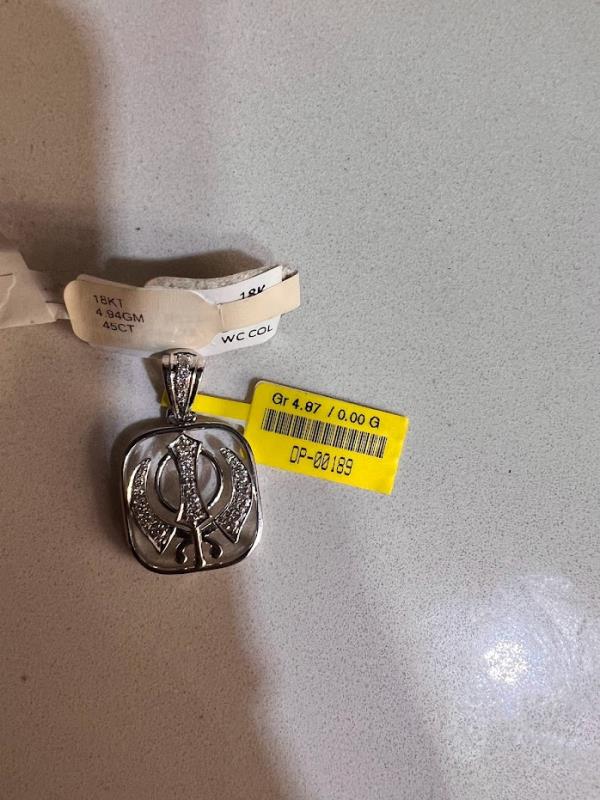 18KT
4.94GM
45CT
18K
WC COL
Gr 4.87 / 0.00 G
DP-00189